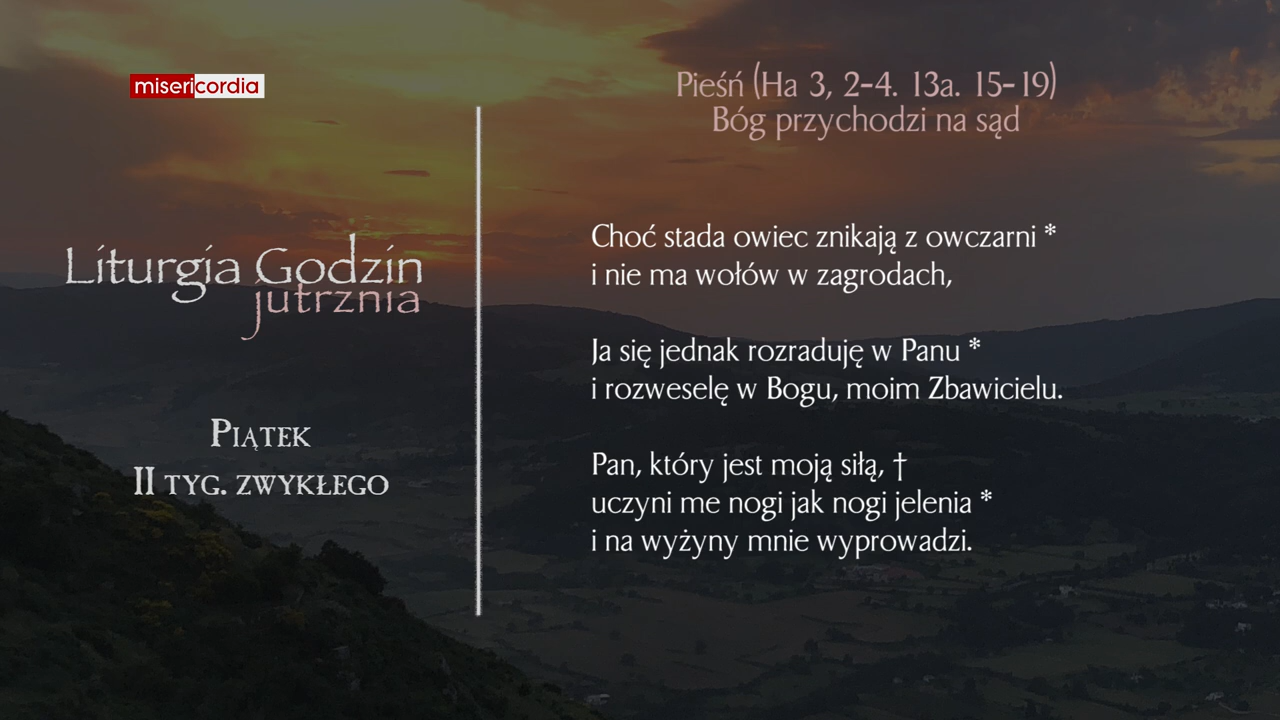 misericordia
Liturgia Godzin
jutrznia
Piątek
II tyg. zwykłego
Pieśń (Ha 3, 2-4. 13a. 15-19)
Bóg przychodzi na sąd
Choć stada owiec znikają z owczarni *
i nie ma wołów w zagrodach,
Ja się jednak rozraduję w Panu *
i rozweselę w Bogu, moim Zbawicielu.
Pan, który jest moją siłą, †
uczyni me nogi jak nogi jelenia *
i na wyżyny mnie wyprowadzi.